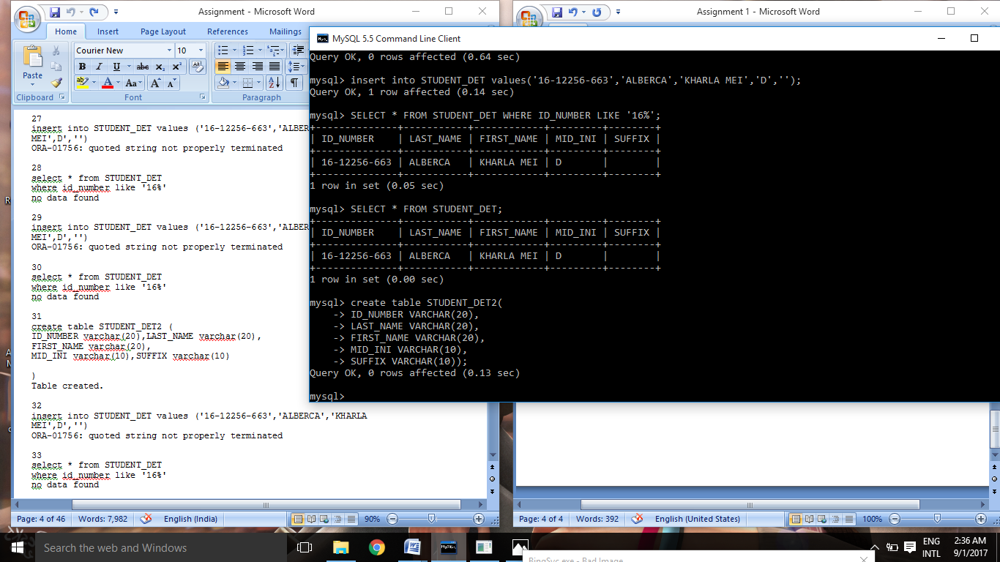 Assignment - Microsoft Word
Assignment 1 - Microsoft Word
Home Insert Page Layout References Mailings
Courier New 10
Paste
B I U abc x₂ x² Aa A A
Clipboard Font Paragraph
27
insert into STUDENT_DET values ('16-12256-663','ALBER
MEI',D','')
ORA-01756: quoted string not properly terminated
28
select * from STUDENT_DET
where id_number like '16%'
no data found
29
insert into STUDENT_DET values ('16-12256-663','ALBER
MEI',D','')
ORA-01756: quoted string not properly terminated
30
select * from STUDENT_DET
where id_number like '16%'
no data found
31
create table STUDENT_DET2 (
ID_NUMBER varchar(20),LAST_NAME varchar(20),
FIRST_NAME varchar(20),
MID_INI varchar(10),SUFFIX varchar(10)
)
Table created.
32
insert into STUDENT_DET values ('16-12256-663','ALBERCA','KHARLA
MEI',D','')
ORA-01756: quoted string not properly terminated
33
select * from STUDENT_DET
where id_number like '16%'
no data found
Page: 4 of 46 Words: 7,982 English (India) 90%
MySQL 5.5 Command Line Client
Query OK, 0 rows affected (0.64 sec)
mysql> insert into STUDENT_DET values('16-12256-663','ALBERCA','KHARLA MEI','D','');
Query OK, 1 row affected (0.14 sec)
mysql> SELECT * FROM STUDENT_DET WHERE ID_NUMBER LIKE '16%';
+--------------+-----------+------------+---------+--------+
| ID_NUMBER | LAST_NAME | FIRST_NAME | MID_INI | SUFFIX |
+--------------+-----------+------------+---------+--------+
| 16-12256-663 | ALBERCA | KHARLA MEI | D | |
+--------------+-----------+------------+---------+--------+
1 row in set (0.05 sec)
mysql> SELECT * FROM STUDENT_DET;
+--------------+-----------+------------+---------+--------+
| ID_NUMBER | LAST_NAME | FIRST_NAME | MID_INI | SUFFIX |
+--------------+-----------+------------+---------+--------+
| 16-12256-663 | ALBERCA | KHARLA MEI | D | |
+--------------+-----------+------------+---------+--------+
1 row in set (0.00 sec)
mysql> create table STUDENT_DET2(
-> ID_NUMBER VARCHAR(20),
-> LAST_NAME VARCHAR(20),
-> FIRST_NAME VARCHAR(20),
-> MID_INI VARCHAR(10),
-> SUFFIX VARCHAR(10));
Query OK, 0 rows affected (0.13 sec)
mysql>
Page: 4 of 4 Words: 392 English (United States) 100%
Search the web and Windows
ENG
INTL
2:36 AM
9/1/2017
BingSvc.exe - Bad Image